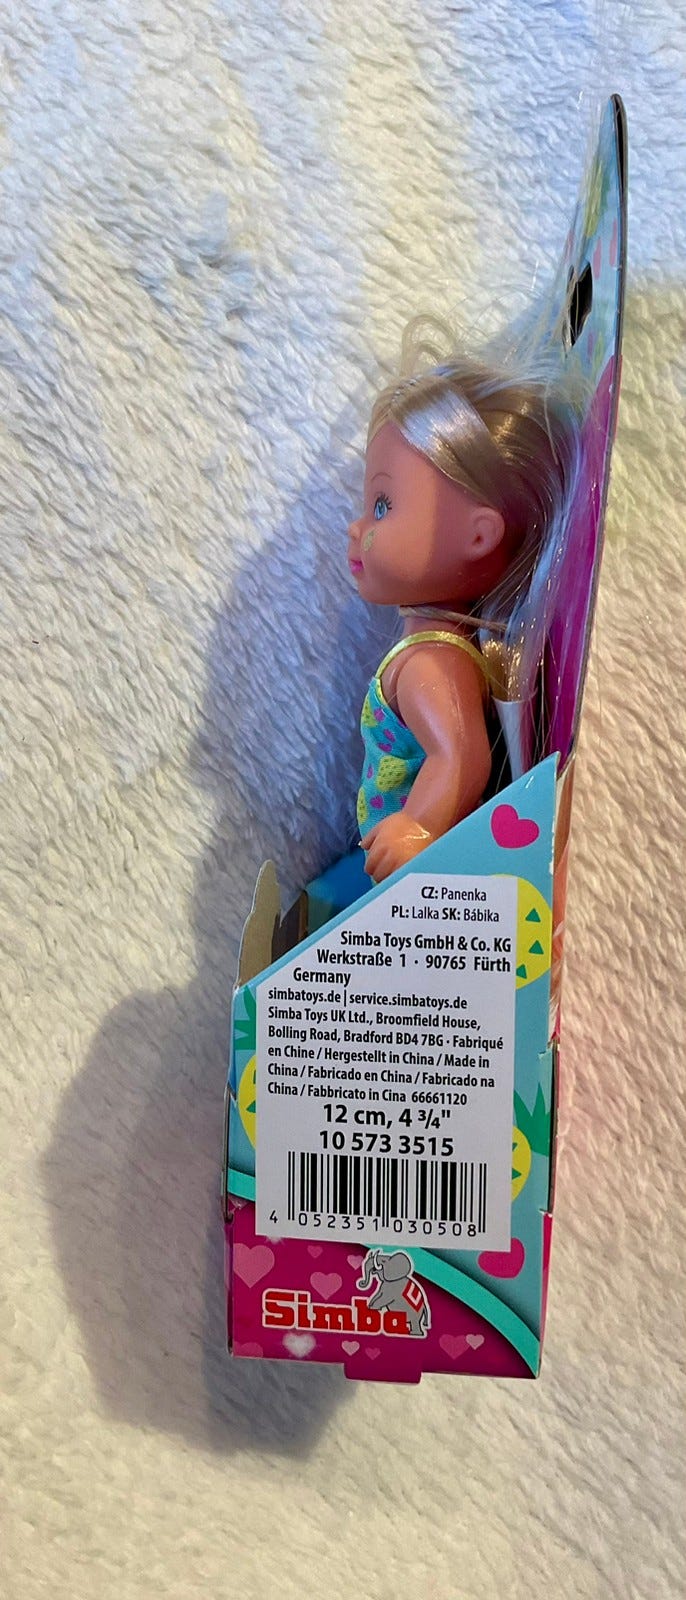 CZ: Panenka
PL: Lalka SK: Bábika
Simba Toys GmbH & Co. KG
Werkstraße 1 · 90765 Fürth
Germany
simbatoys.de | service.simbatoys.de
Simba Toys UK Ltd., Broomfield House,
Bolling Road, Bradford BD4 7BG · Fabriqué
en Chine / Hergestellt in China / Made in
China / Fabricado en China / Fabricado na
China / Fabbricato in Cina 66661120
12 cm, 4 ¾"
10 573 3515
4 052351 030508
Simba